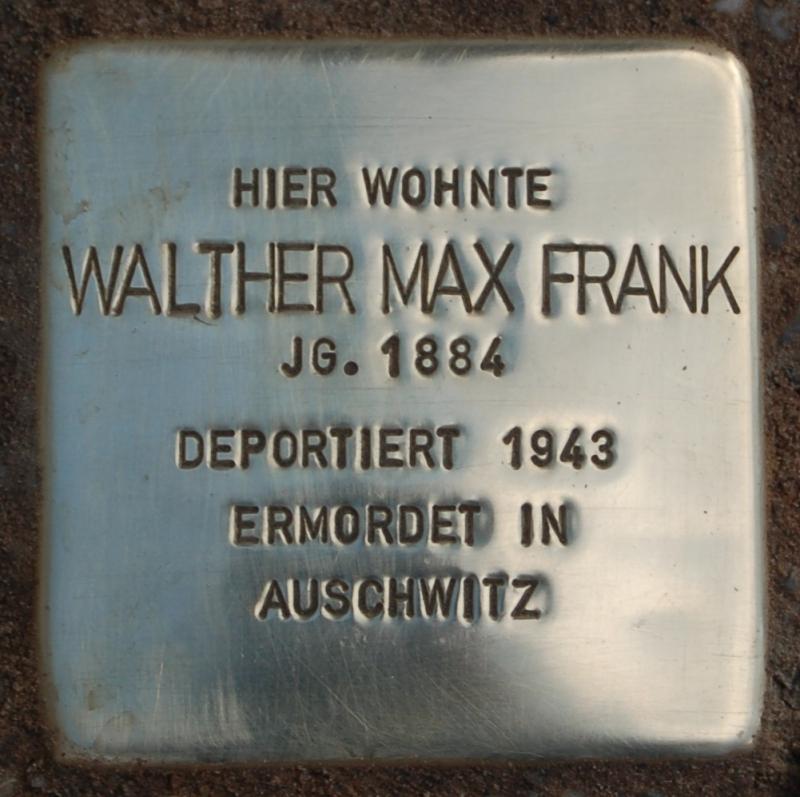 HIER WOHNTE
WALTHER MAX FRANK
JG. 1884
DEPORTIERT 1943
ERMORDET IN
AUSCHWITZ